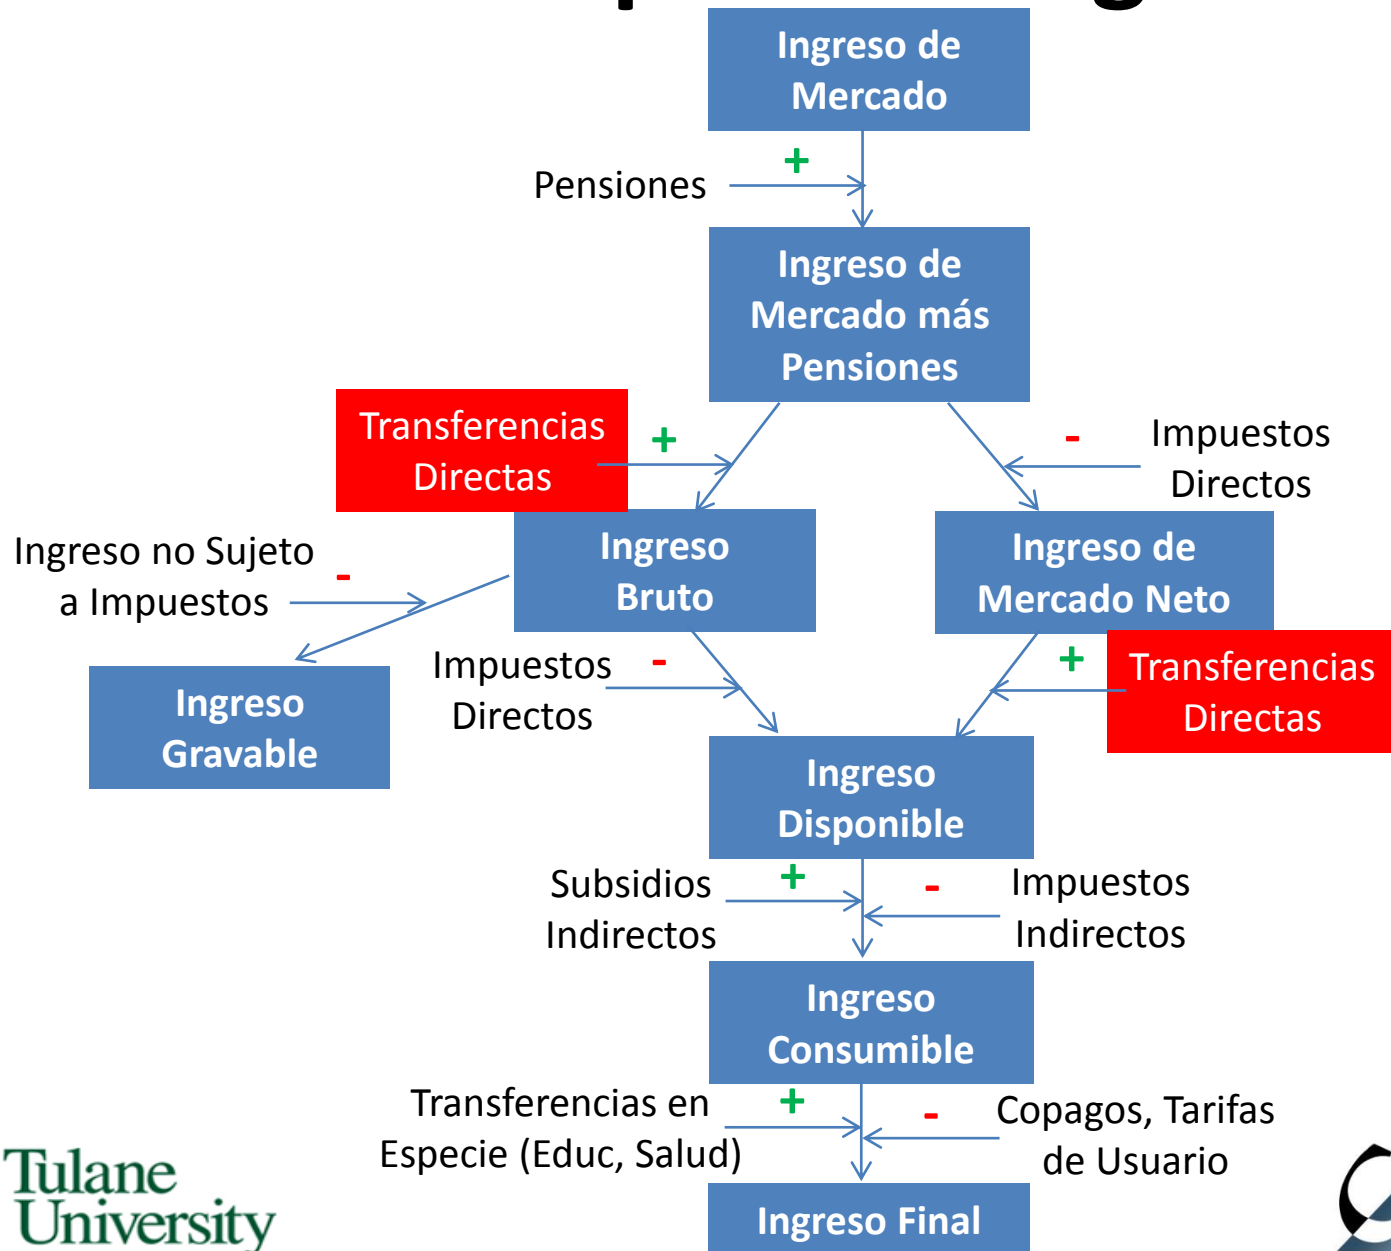 Ingreso de
Mercado
+
Pensiones
Ingreso de
Mercado más
Pensiones
Transferencias
Directas
+
-
Impuestos
Directos
Ingreso no Sujeto
a Impuestos
-
Ingreso
Bruto
Ingreso de
Mercado Neto
Impuestos
Directos
-
+
Transferencias
Directas
Ingreso
Gravable
Ingreso
Disponible
Subsidios
Indirectos
+
-
Impuestos
Indirectos
Ingreso
Consumible
Transferencias en
Especie (Educ, Salud)
+
-
Copagos, Tarifas
de Usuario
Ingreso Final
Tulane
University